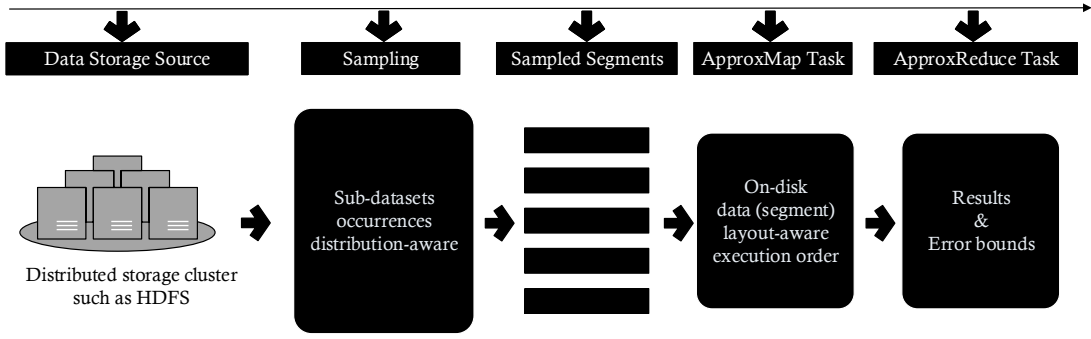 Data Storage Source
Sampling
Sampled Segments
ApproxMap Task
ApproxReduce Task
Distributed storage cluster
such as HDFS
Sub-datasets
occurrences
distribution-aware
On-disk
data (segment)
layout-aware
execution order
Results
&
Error bounds